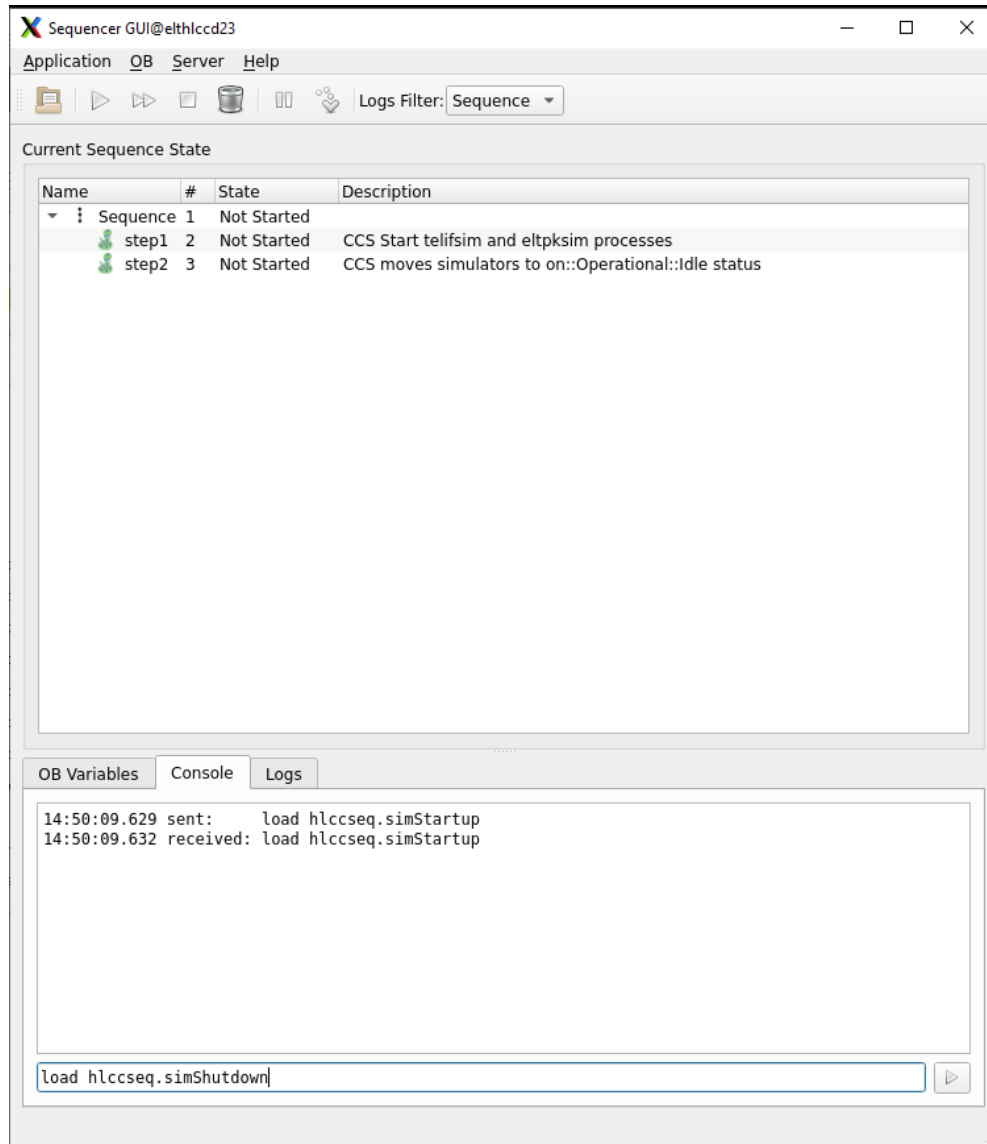 Sequencer GUI@elthlccd23
Application OB Server Help
Logs Filter: Sequence
Current Sequence State
Name # State Description
Sequence 1 Not Started
step1 2 Not Started CCS Start telifsim and eltpksim processes
step2 3 Not Started CCS moves simulators to on::Operational::Idle status
OB Variables Console Logs
14:50:09.629 sent: load hlccseq.simStartup
14:50:09.632 received: load hlccseq.simStartup
load hlccseq.simShutdown